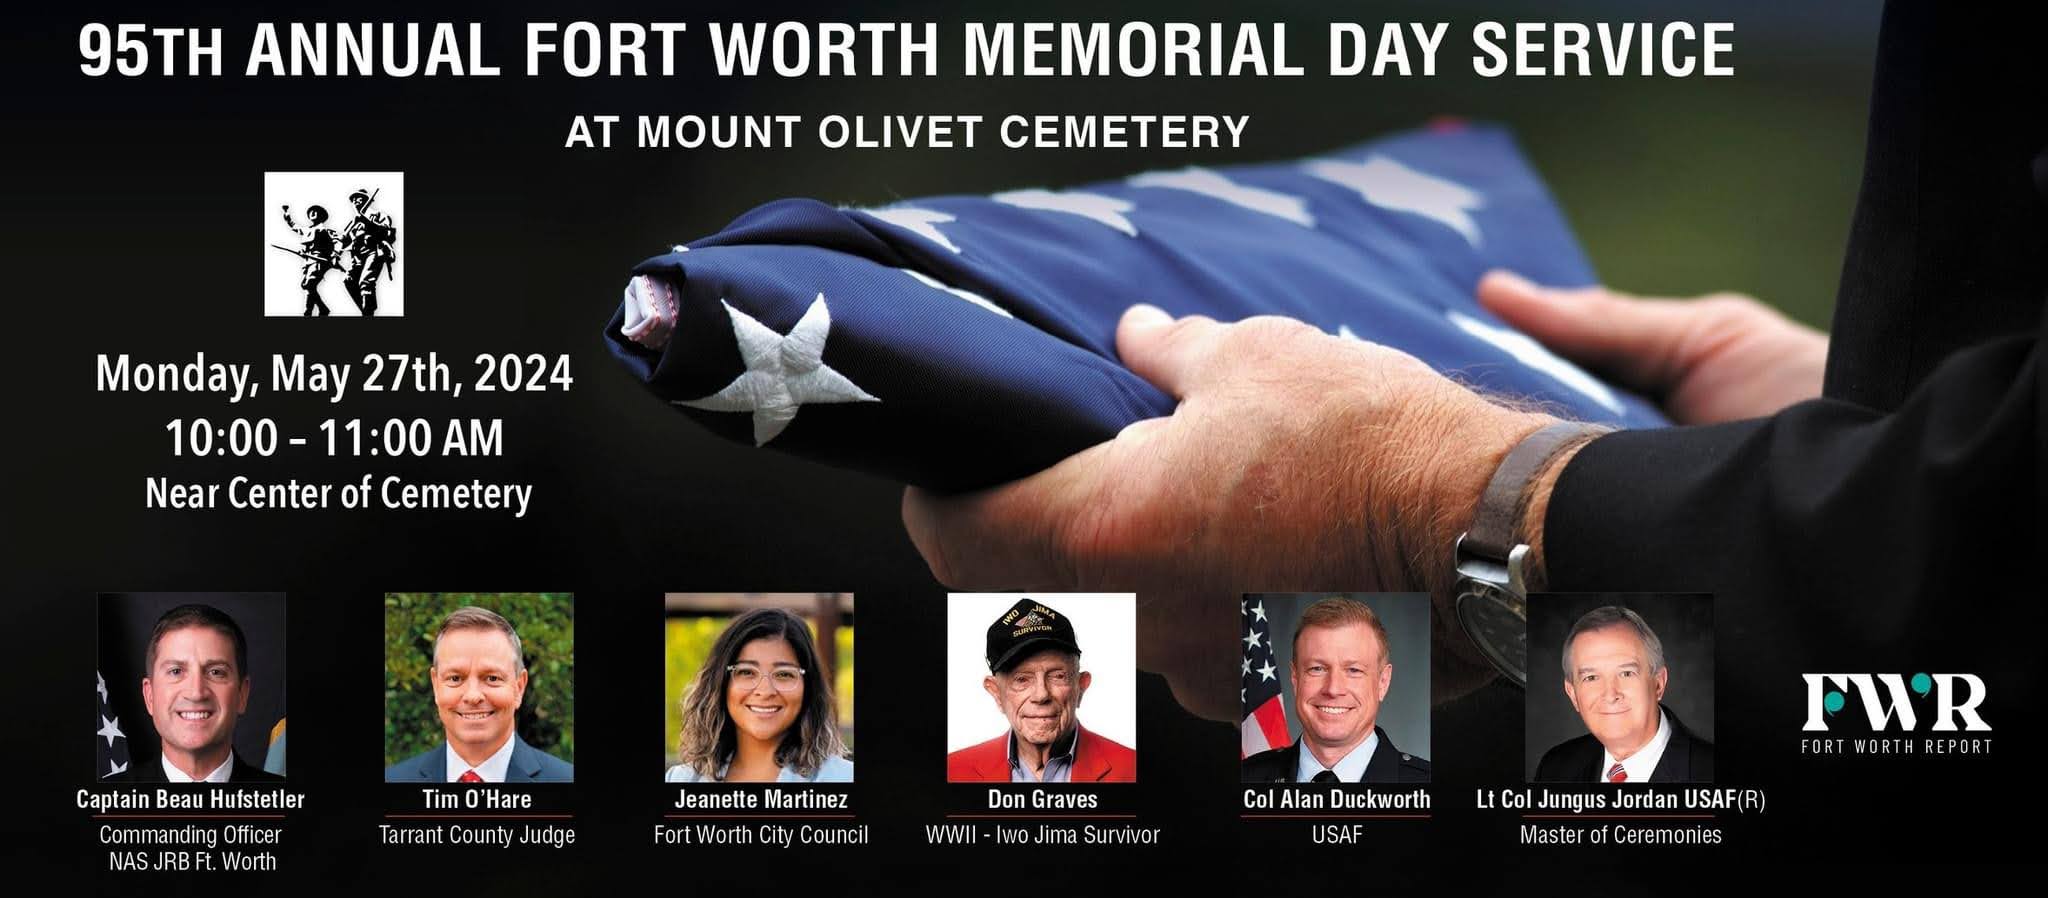 95TH ANNUAL FORT WORTH MEMORIAL DAY SERVICE
AT MOUNT OLIVET CEMETERY
Monday, May 27th, 2024
10:00 – 11:00 AM
Near Center of Cemetery
IWO JIMA
SURVIVOR
Captain Beau Hufstetler
Commanding Officer
NAS JRB Ft. Worth
Tim O'Hare
Tarrant County Judge
Jeanette Martinez
Fort Worth City Council
Don Graves
WWII - Iwo Jima Survivor
Col Alan Duckworth
USAF
Lt Col Jungus Jordan USAF(R)
Master of Ceremonies
FWR
FORT WORTH REPORT